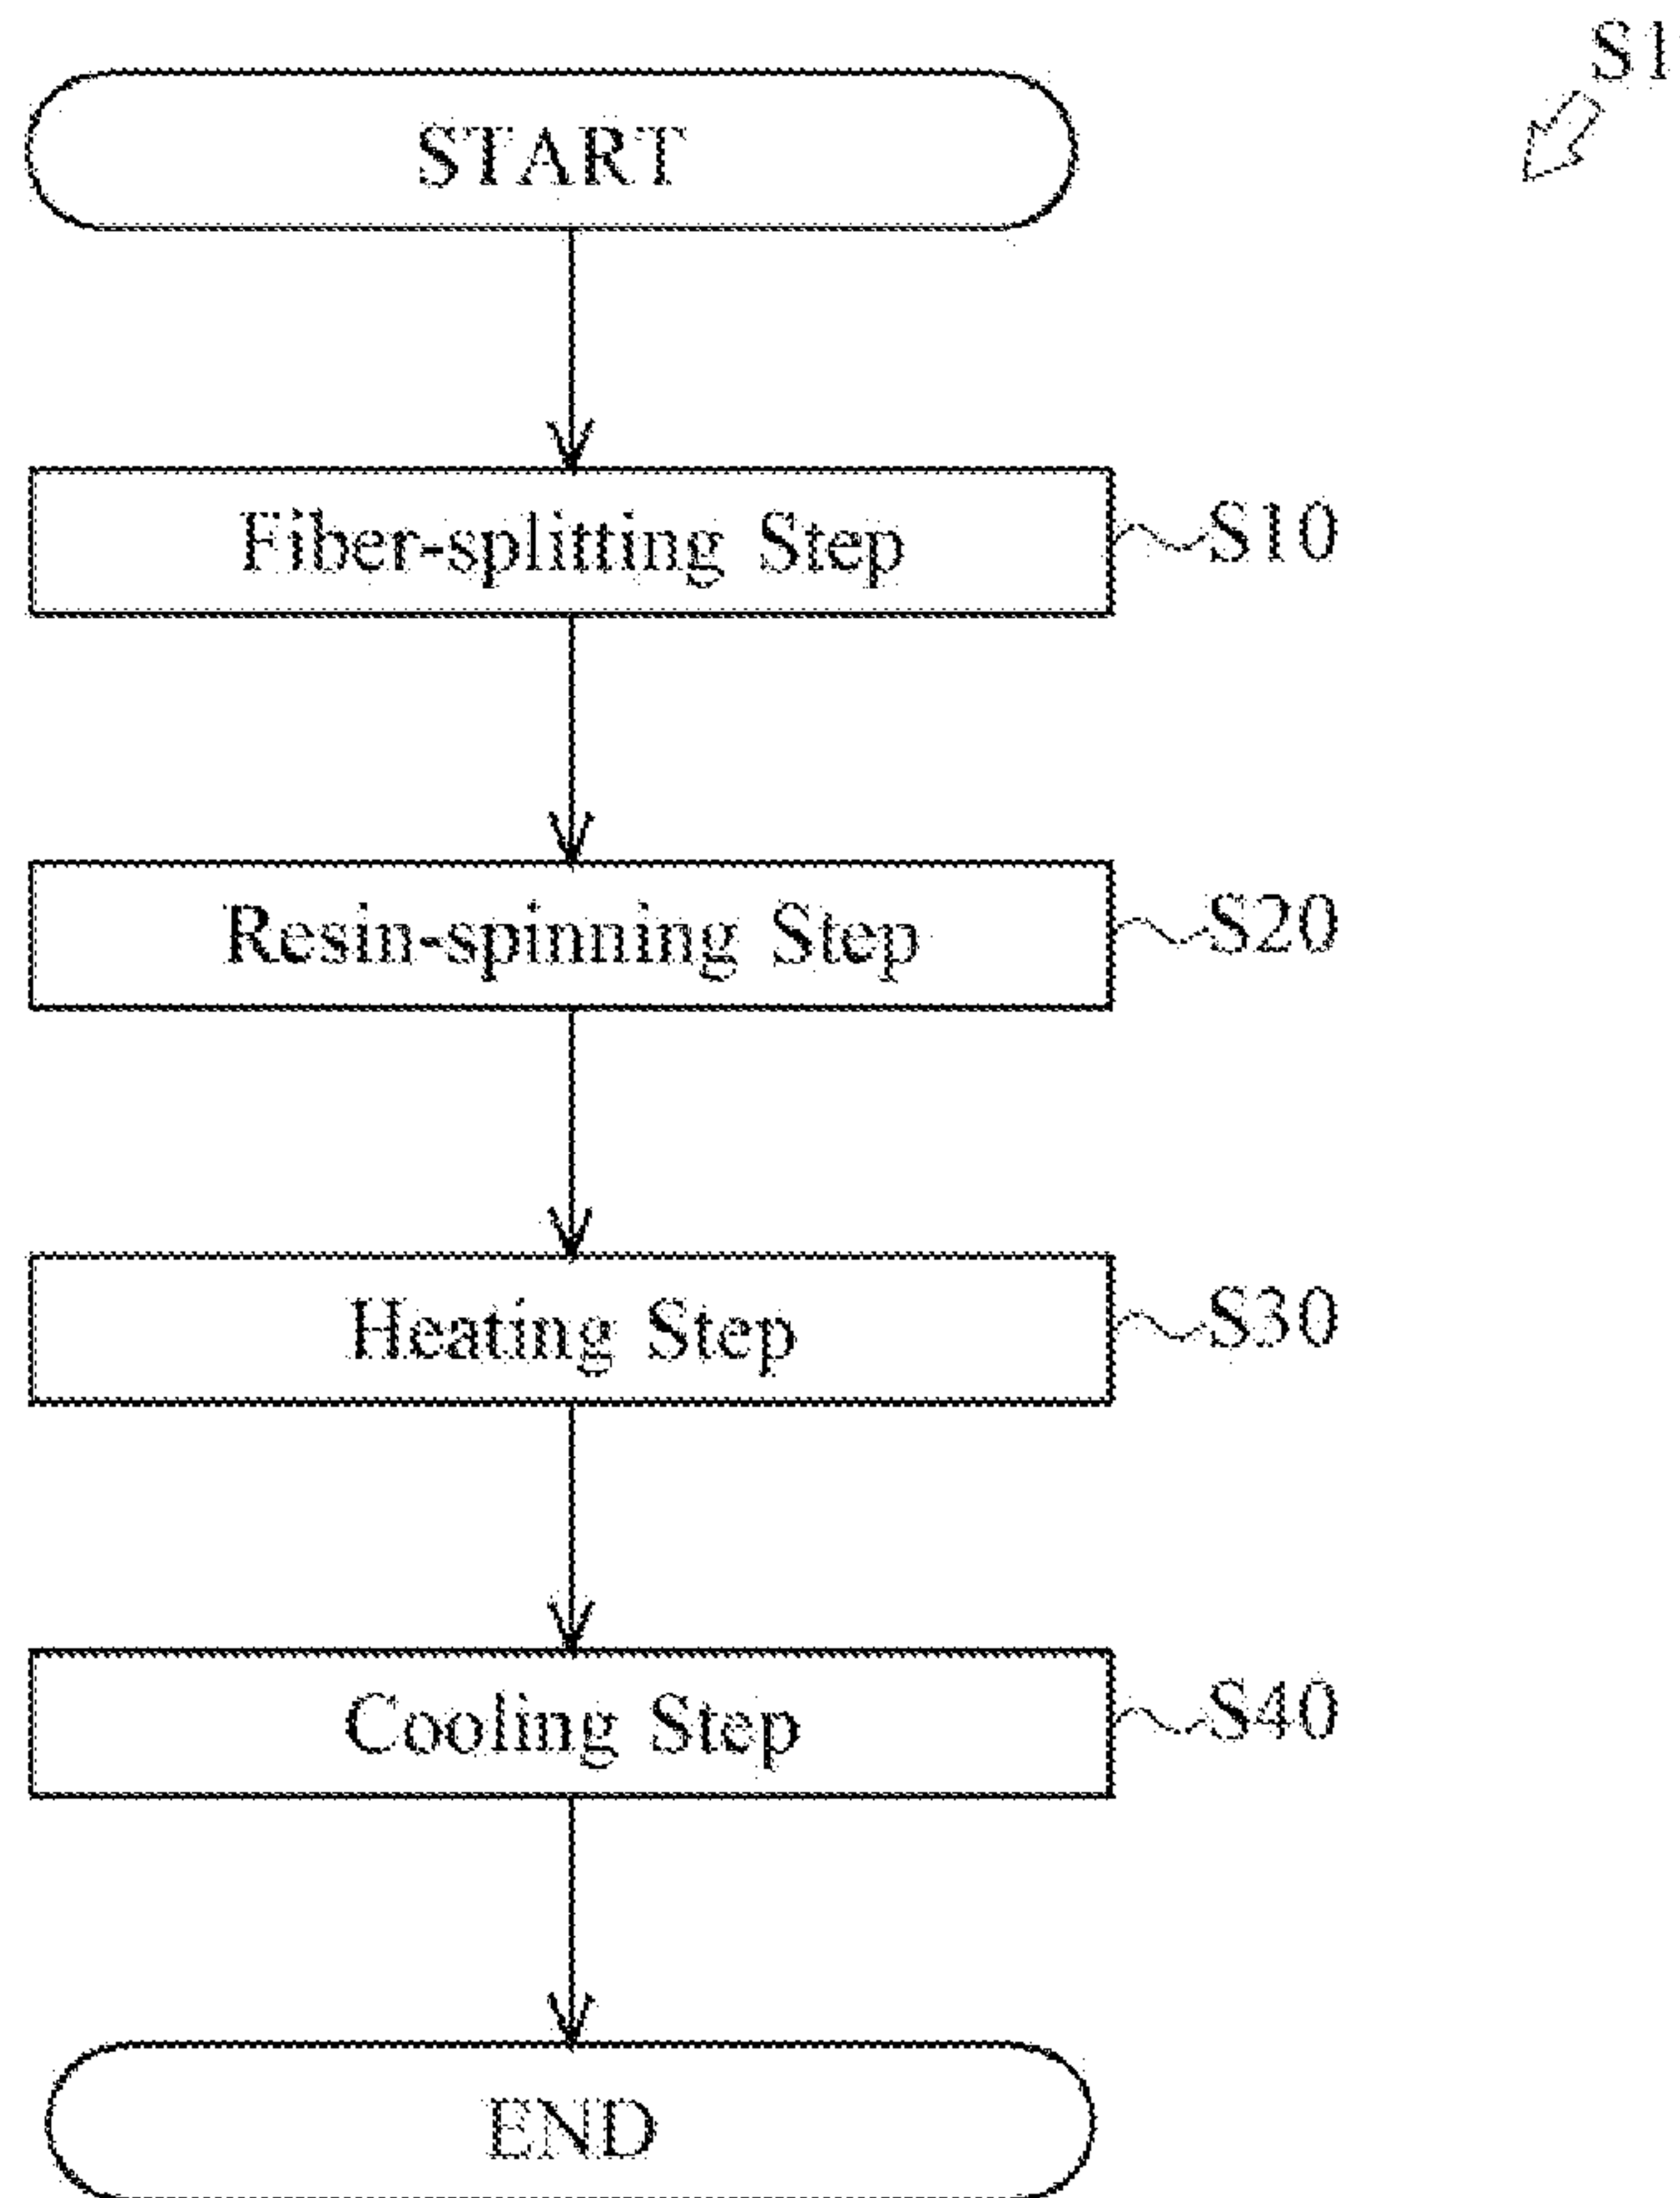 S1
START
Fiber-splitting Step
S10
Resin-spinning Step
S20
Heating Step
S30
Cooling Step
S40
END